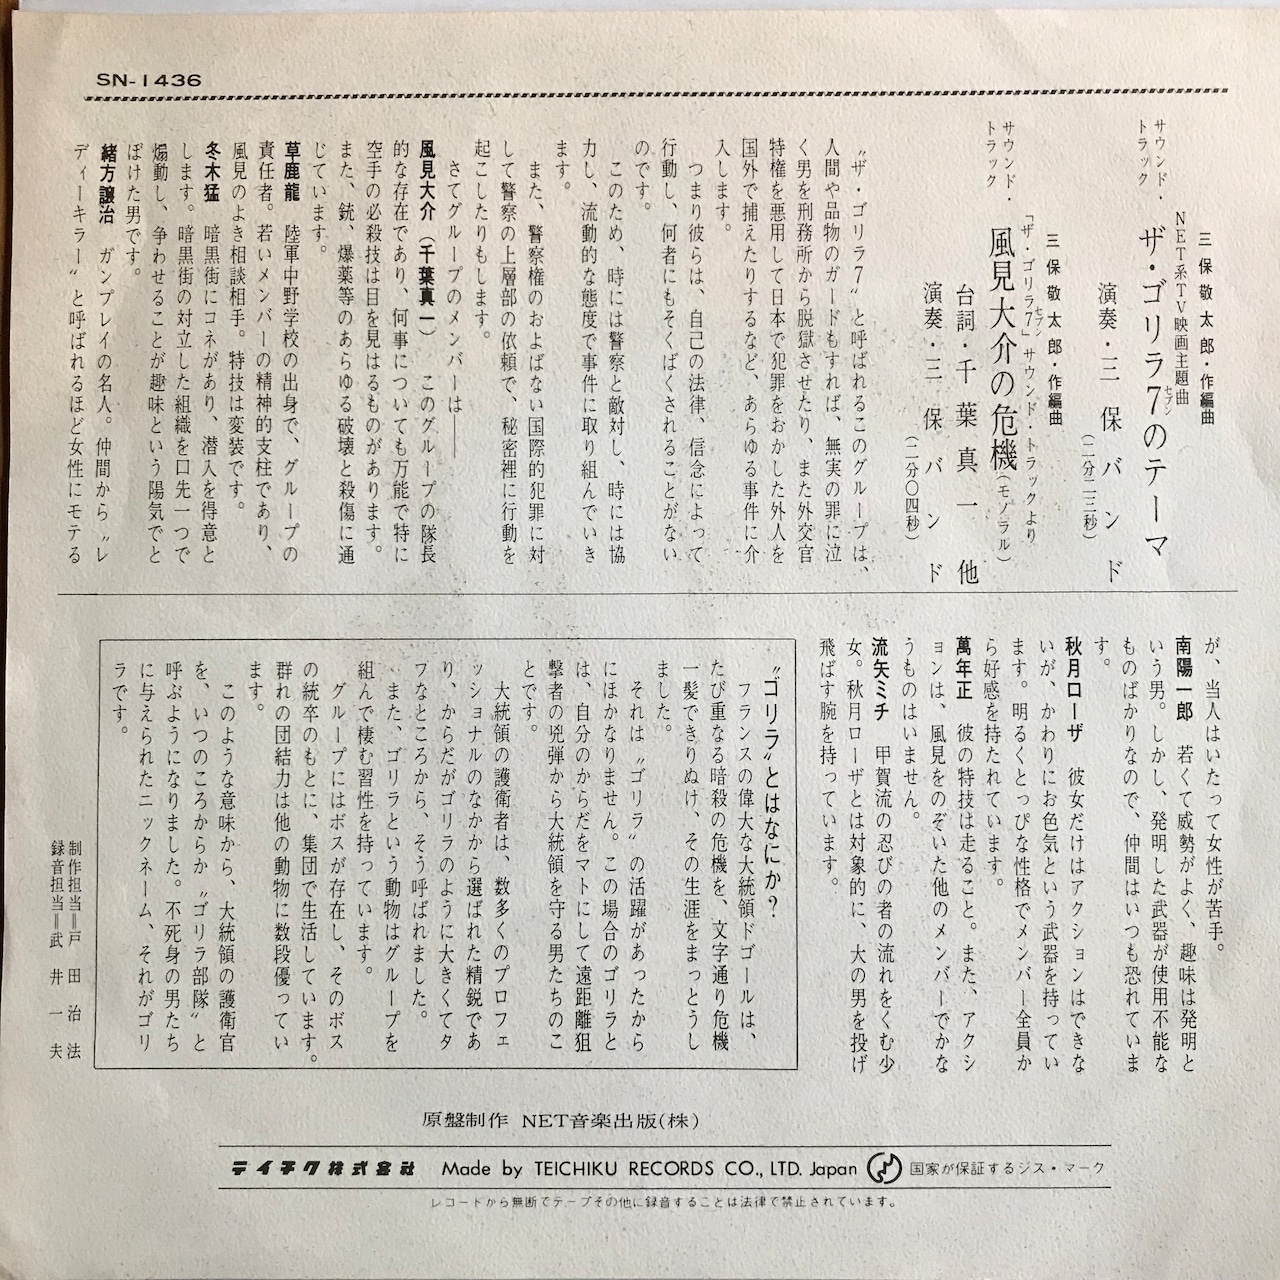 SN-1436
三保敬太郎・作編曲
NET系TV映画主題曲
サウンド・トラック
ザ・ゴリラ7のテーマ
セブン
演奏・三保バンド
(二分二三秒)
三保敬太郎・作編曲
「ザ・ゴリラ7」サウンド・トラックより
セブン
サウンド・トラック
風見大介の危機(モノラル)
台詞・千葉真一 他
演奏・三保バンド
(二分〇四秒)
〝ザ・ゴリラ7〟と呼ばれるこのグループは、
人間や品物のガードもすれば、無実の罪に泣
く男を刑務所から脱獄させたり、また外交官
特権を悪用して日本で犯罪をおかした外人を
国外で捕えたりするなど、あらゆる事件に介
入します。
つまり彼らは、自己の法律、信念によって
行動し、何者にもそくばくされることがない
のです。
このため、時には警察と敵対し、時には協
力し、流動的な態度で事件に取り組んでいき
ます。
また、警察権のおよばない国際的犯罪に対
して警察の上層部の依頼で、秘密裡に行動を
起こしたりもします。
さてグループのメンバーは——
風見大介(千葉真一) このグループの隊長
的な存在であり、何事についても万能で特に
空手の必殺技は目を見はるものがあります。
また、銃、爆薬等のあらゆる破壊と殺傷に通
じています。
草鹿龍 陸軍中野学校の出身で、グループの
責任者。若いメンバーの精神的支柱であり、
風見のよき相談相手。特技は変装です。
冬木猛 暗黒街にコネがあり、潜入を得意と
します。暗黒街の対立した組織を口先一つで
煽動し、争わせることが趣味という陽気でと
ぼけた男です。
緒方譲治 ガンプレイの名人。仲間から〝レ
ディーキラー〟と呼ばれるほど女性にモテる
が、当人はいたって女性が苦手。
南陽一郎 若くて威勢がよく、趣味は発明と
いう男。しかし、発明した武器が使用不能な
ものばかりなので、仲間はいつも恐れていま
す。
秋月ローザ 彼女だけはアクションはできな
いが、かわりにお色気という武器を持ってい
ます。明るくとっぴな性格でメンバー全員か
ら好感を持たれています。
萬年正 彼の特技は走ること。また、アクシ
ョンは、風見をのぞいた他のメンバーでかな
うものはいません。
流矢ミチ 甲賀流の忍びの者の流れをくむ少
女。秋月ローザとは対象的に、大の男を投げ
飛ばす腕を持っています。
〝ゴリラ〟とはなにか?
フランスの偉大な大統領ドゴールは、
たび重なる暗殺の危機を、文字通り危機
一髪できりぬけ、その生涯をまっとうし
ました。
それは〝ゴリラ〟の活躍があったから
にほかなりません。この場合のゴリラと
は、自分のからだをマトにして遠距離狙
撃者の兇弾から大統領を守る男たちのこ
とです。
大統領の護衛者は、数多くのプロフェ
ッショナルのなかから選ばれた精鋭であ
り、からだがゴリラのように大きくてタ
フなところから、そう呼ばれました。
また、ゴリラという動物はグループを
組んで棲む習性を持っています。
グループにはボスが存在し、そのボス
の統卒のもとに、集団で生活しています。
群れの団結力は他の動物に数段優ってい
ます。
このような意味から、大統領の護衛官
を、いつのころからか〝ゴリラ部隊〟と
呼ぶようになりました。不死身の男たち
に与えられたニックネーム、それがゴリ
ラです。
制作担当=戸田治法
録音担当=武井一夫
原盤制作 NET音楽出版(株)
テイチク株式会社 Made by TEICHIKU RECORDS CO., LTD. Japan 国家が保証するジス・マーク
レコードから無断でテープその他に録音することは法律で禁止されています。